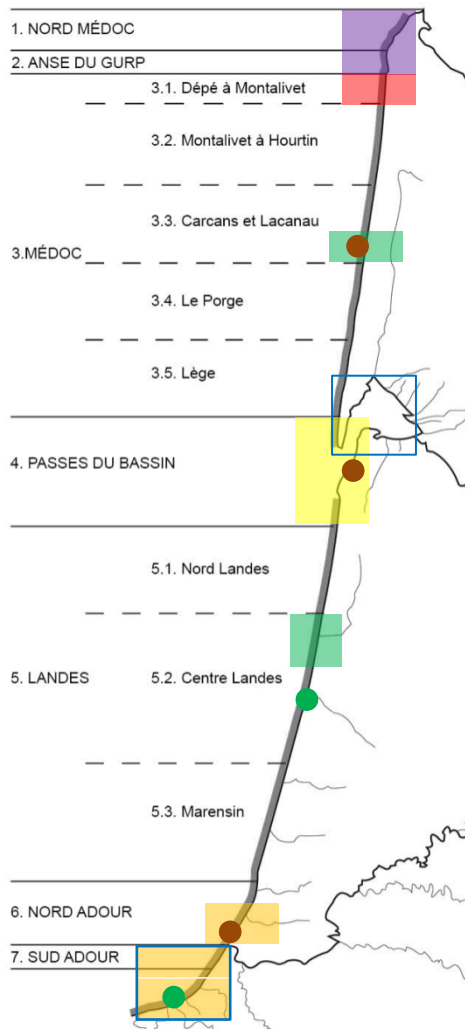 1. NORD MÉDOC
2. ANSE DU GURP
3.1. Dépé à Montalivet
3.2. Montalivet à Hourtin
3.3. Carcans et Lacanau
3.MÉDOC
3.4. Le Porge
3.5. Lège
4. PASSES DU BASSIN
5.1. Nord Landes
5. LANDES
5.2. Centre Landes
5.3. Marensin
6. NORD ADOUR
7. SUD ADOUR